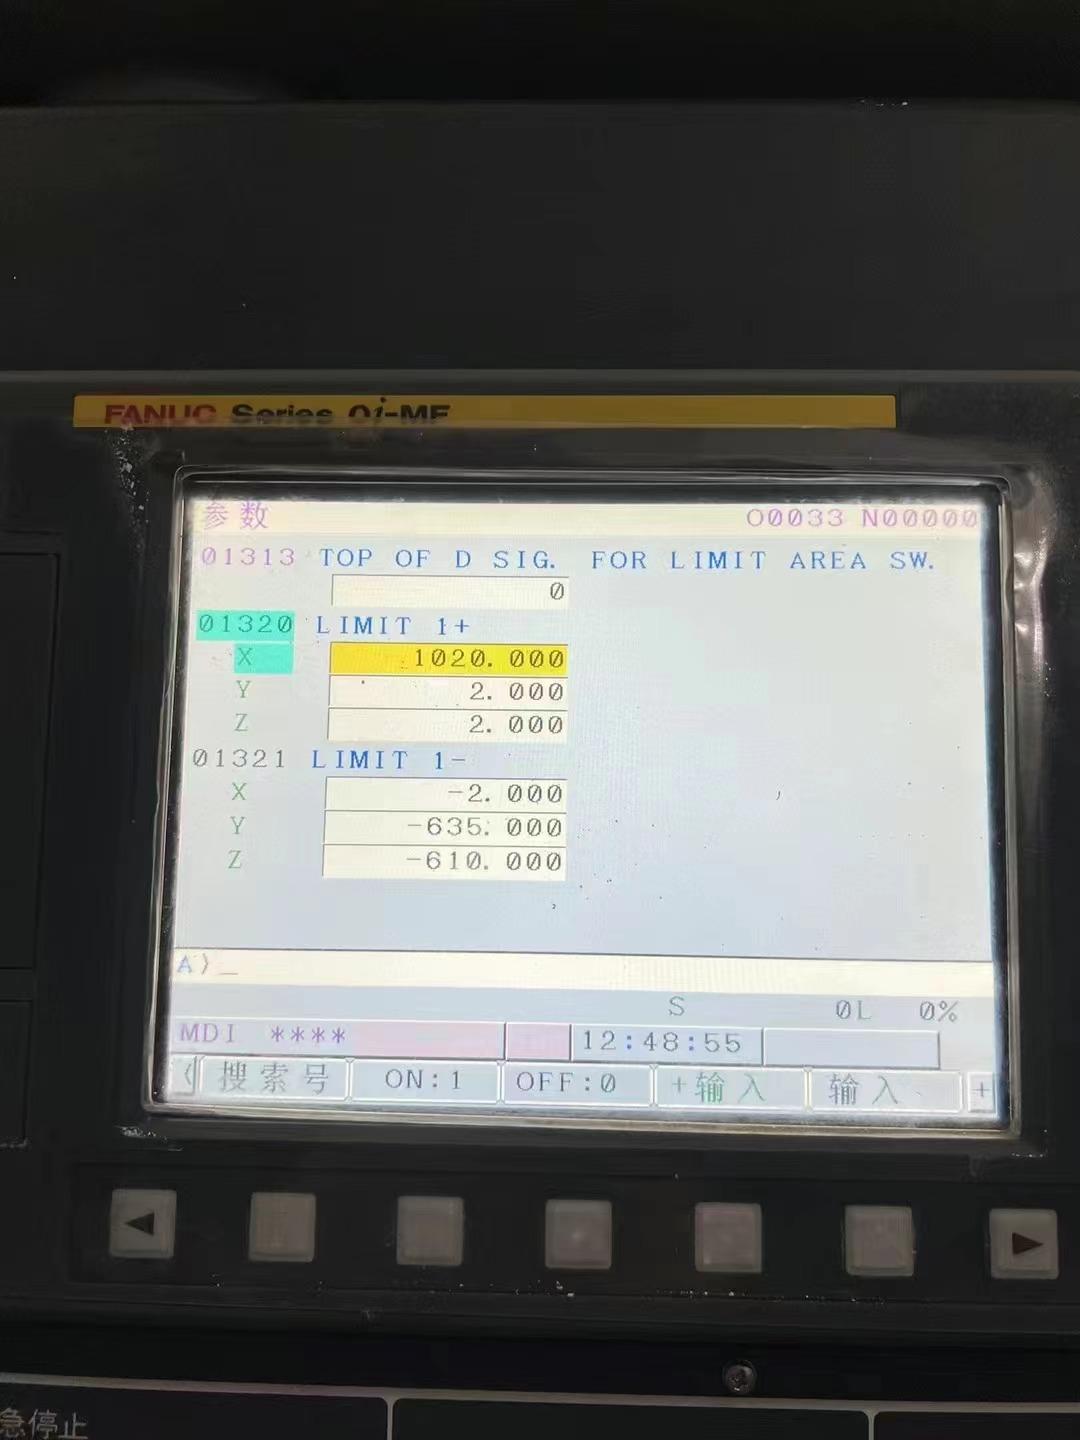 FANUC Series 0i-MF
参数 O0033 N00000
01313 TOP OF D SIG. FOR LIMIT AREA SW.
0
01320 LIMIT 1+
X 1020.000
Y 2.000
Z 2.000
01321 LIMIT 1-
X -2.000
Y -635.000
Z -610.000
A)_
S 0L 0%
MDI **** 12:48:55
(搜索号 ON:1 OFF:0 +输入 输入 +
急停止